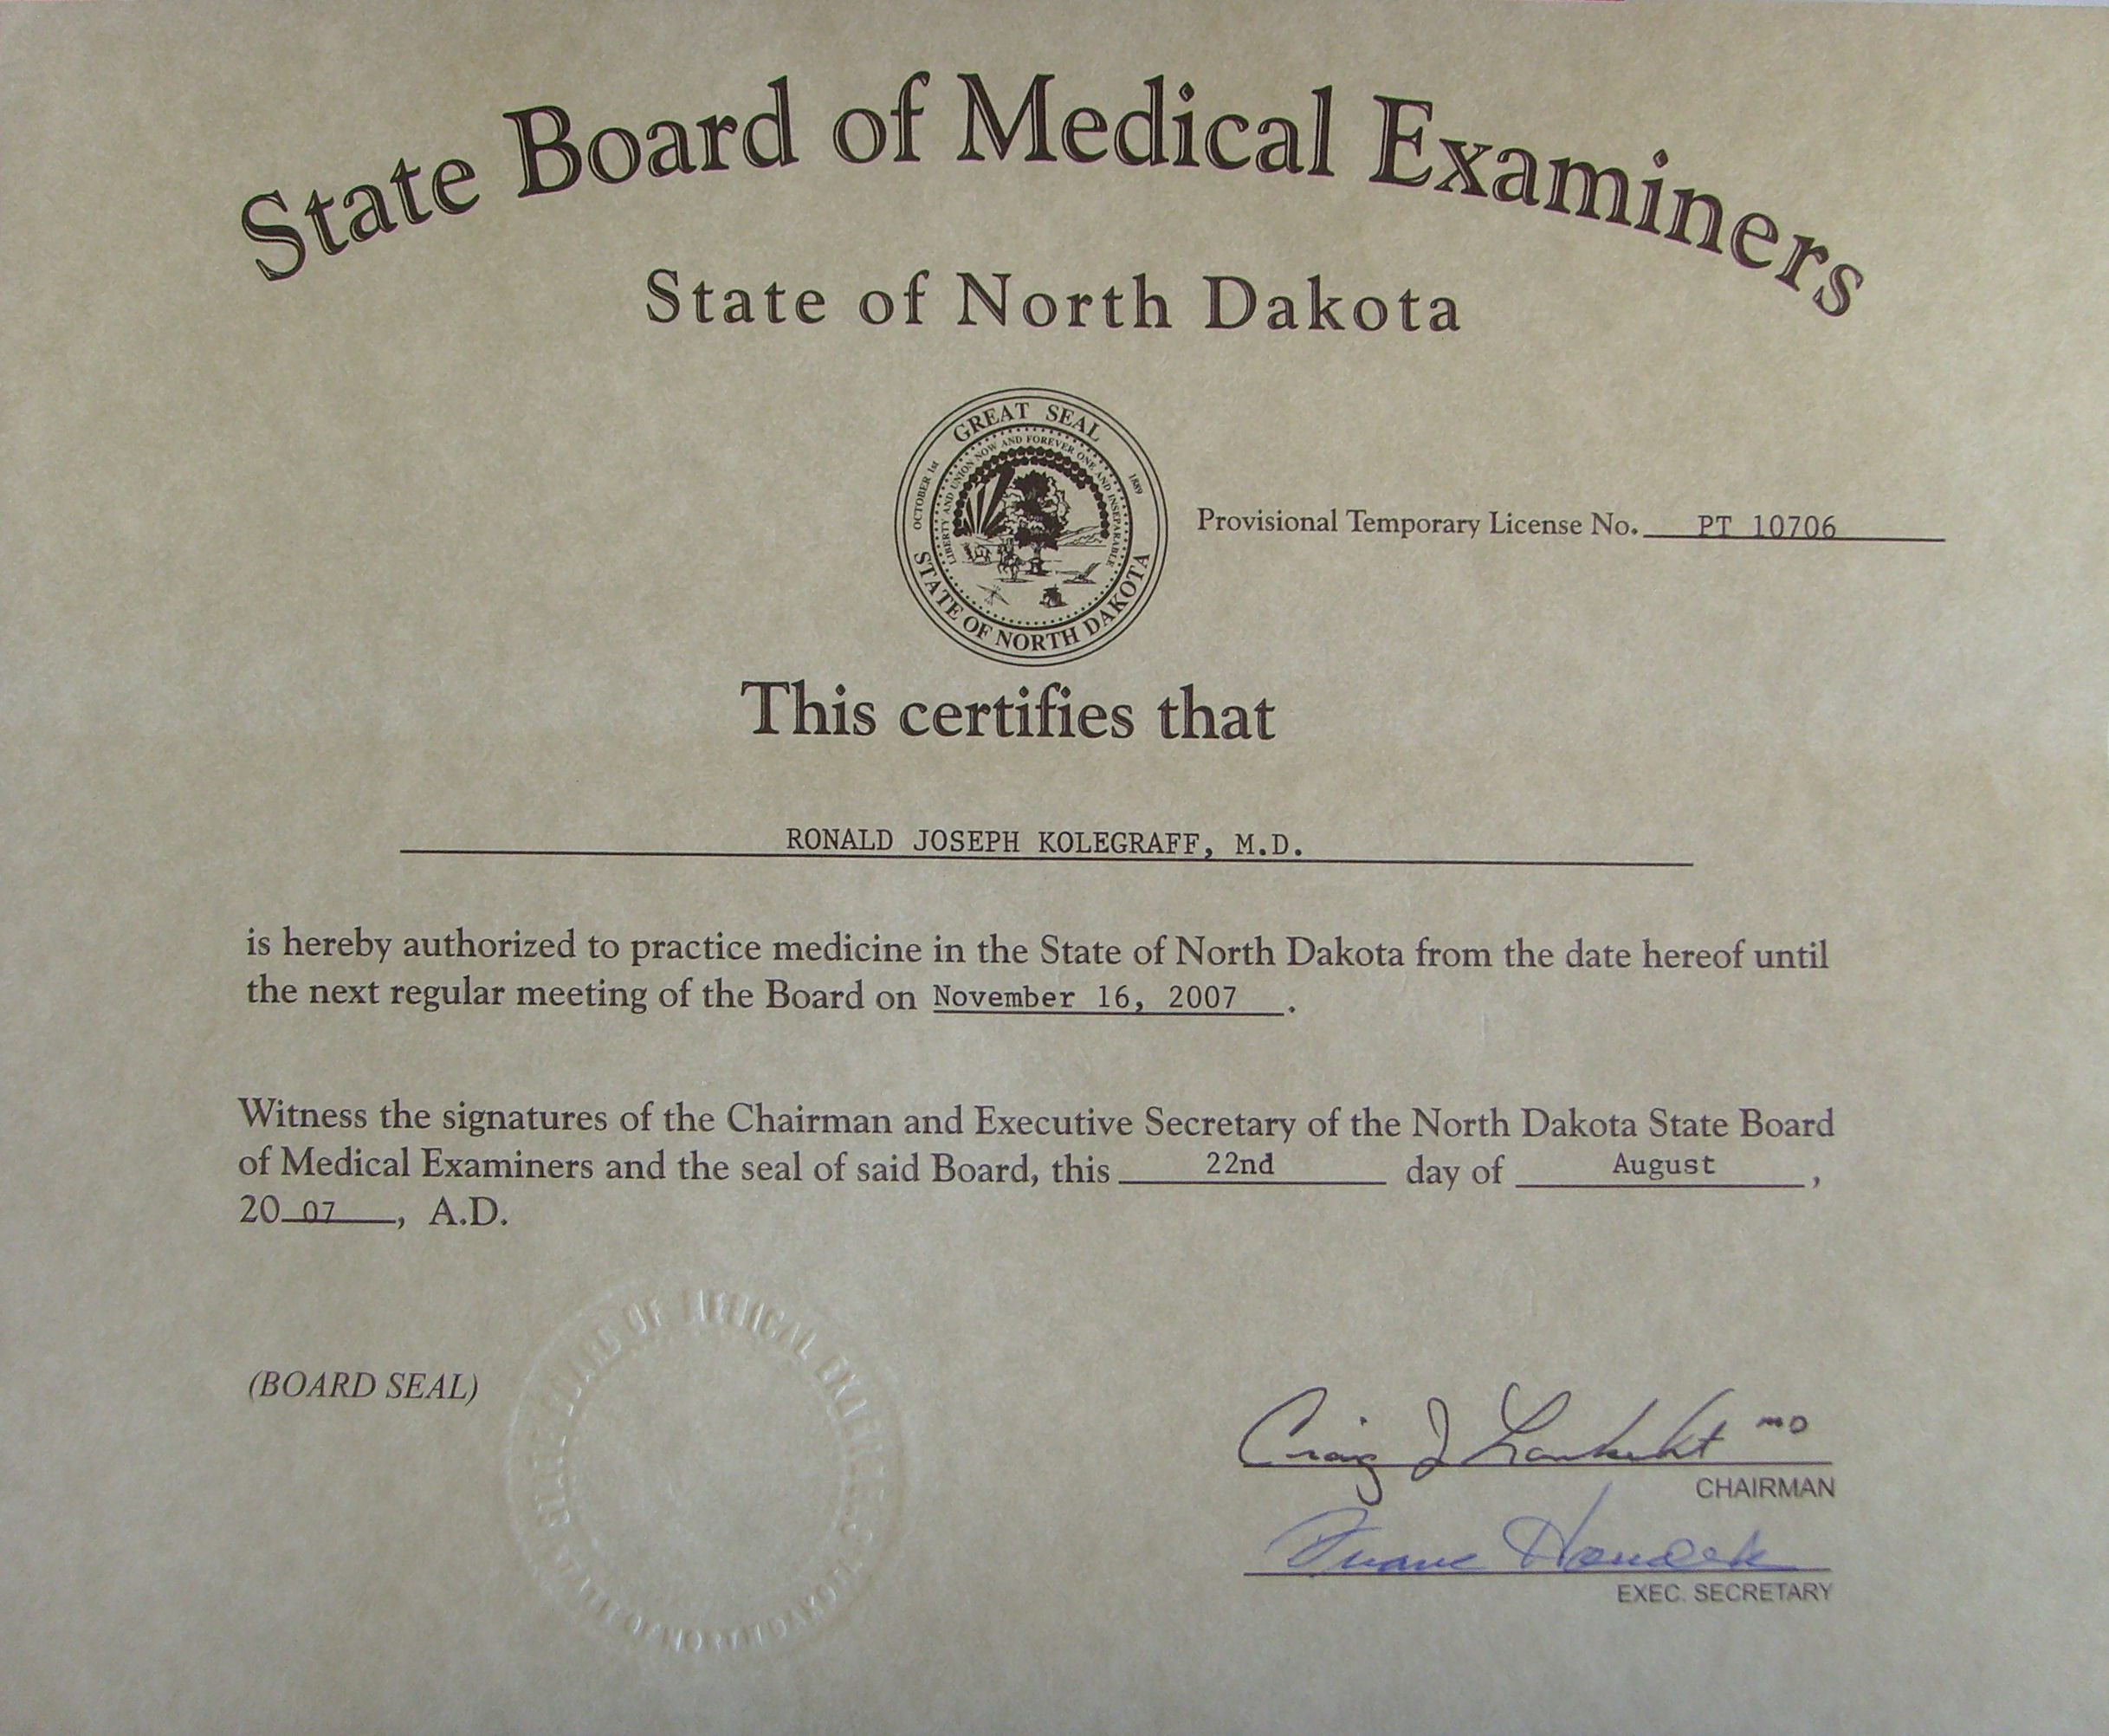 State Board of Medical Examiners
State of North Dakota
GREAT SEAL
OCTOBER 1st
1889
LIBERTY AND UNION NOW AND FOREVER ONE AND INSEPARABLE
STATE OF NORTH DAKOTA
Provisional Temporary License No. PT 10706
This certifies that
RONALD JOSEPH KOLEGRAFF, M.D.
is hereby authorized to practice medicine in the State of North Dakota from the date hereof until
the next regular meeting of the Board on November 16, 2007 .
Witness the signatures of the Chairman and Executive Secretary of the North Dakota State Board
of Medical Examiners and the seal of said Board, this 22nd day of August ,
20 07 , A.D.
(BOARD SEAL)
STATE BOARD OF MEDICAL EXAMINERS
STATE OF NORTH DAKOTA
Craig J MD
CHAIRMAN
EXEC. SECRETARY